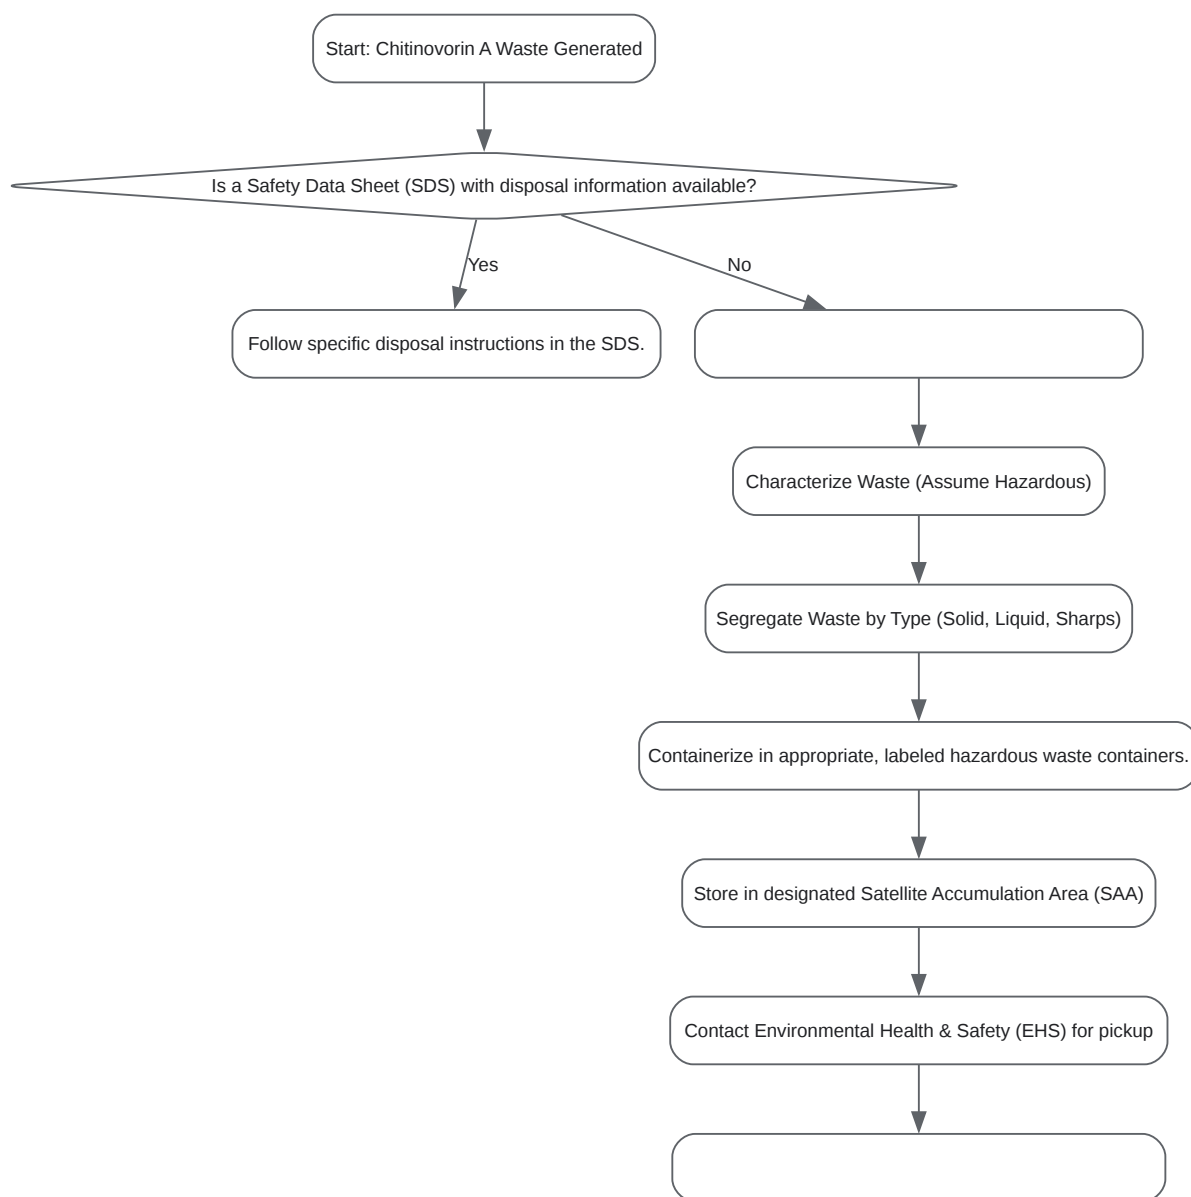 Start: Chitinovorin A Waste Generated
Is a Safety Data Sheet (SDS) with disposal information available?
Yes
No
Follow specific disposal instructions in the SDS.
Characterize Waste (Assume Hazardous)
Segregate Waste by Type (Solid, Liquid, Sharps)
Containerize in appropriate, labeled hazardous waste containers.
Store in designated Satellite Accumulation Area (SAA)
Contact Environmental Health & Safety (EHS) for pickup